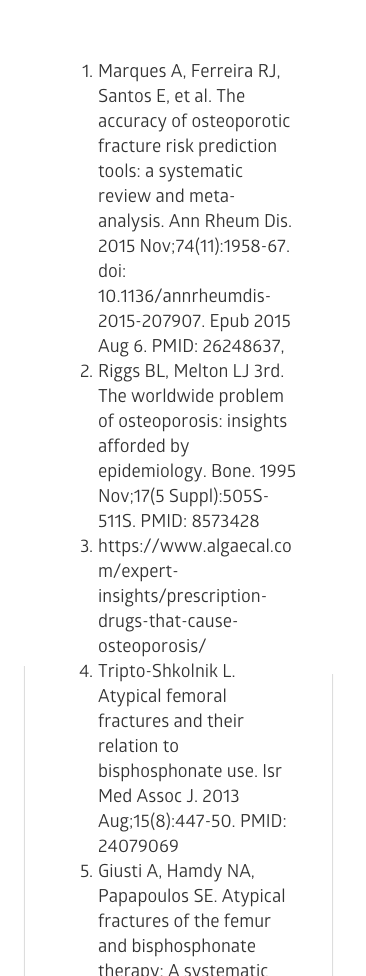 1. Marques A, Ferreira RJ,
Santos E, et al. The
accuracy of osteoporotic
fracture risk prediction
tools: a systematic
review and meta-
analysis. Ann Rheum Dis.
2015 Nov;74(11):1958-67.
doi:
10.1136/annrheumdis-
2015-207907. Epub 2015
Aug 6. PMID: 26248637,
2. Riggs BL, Melton LJ 3rd.
The worldwide problem
of osteoporosis: insights
afforded by
epidemiology. Bone. 1995
Nov;17(5 Suppl):505S-
511S. PMID: 8573428
3. https://www.algaecal.co
m/expert-
insights/prescription-
drugs-that-cause-
osteoporosis/
4. Tripto-Shkolnik L.
Atypical femoral
fractures and their
relation to
bisphosphonate use. Isr
Med Assoc J. 2013
Aug;15(8):447-50. PMID:
24079069
5. Giusti A, Hamdy NA,
Papapoulos SE. Atypical
fractures of the femur
and bisphosphonate
therapy: A systematic